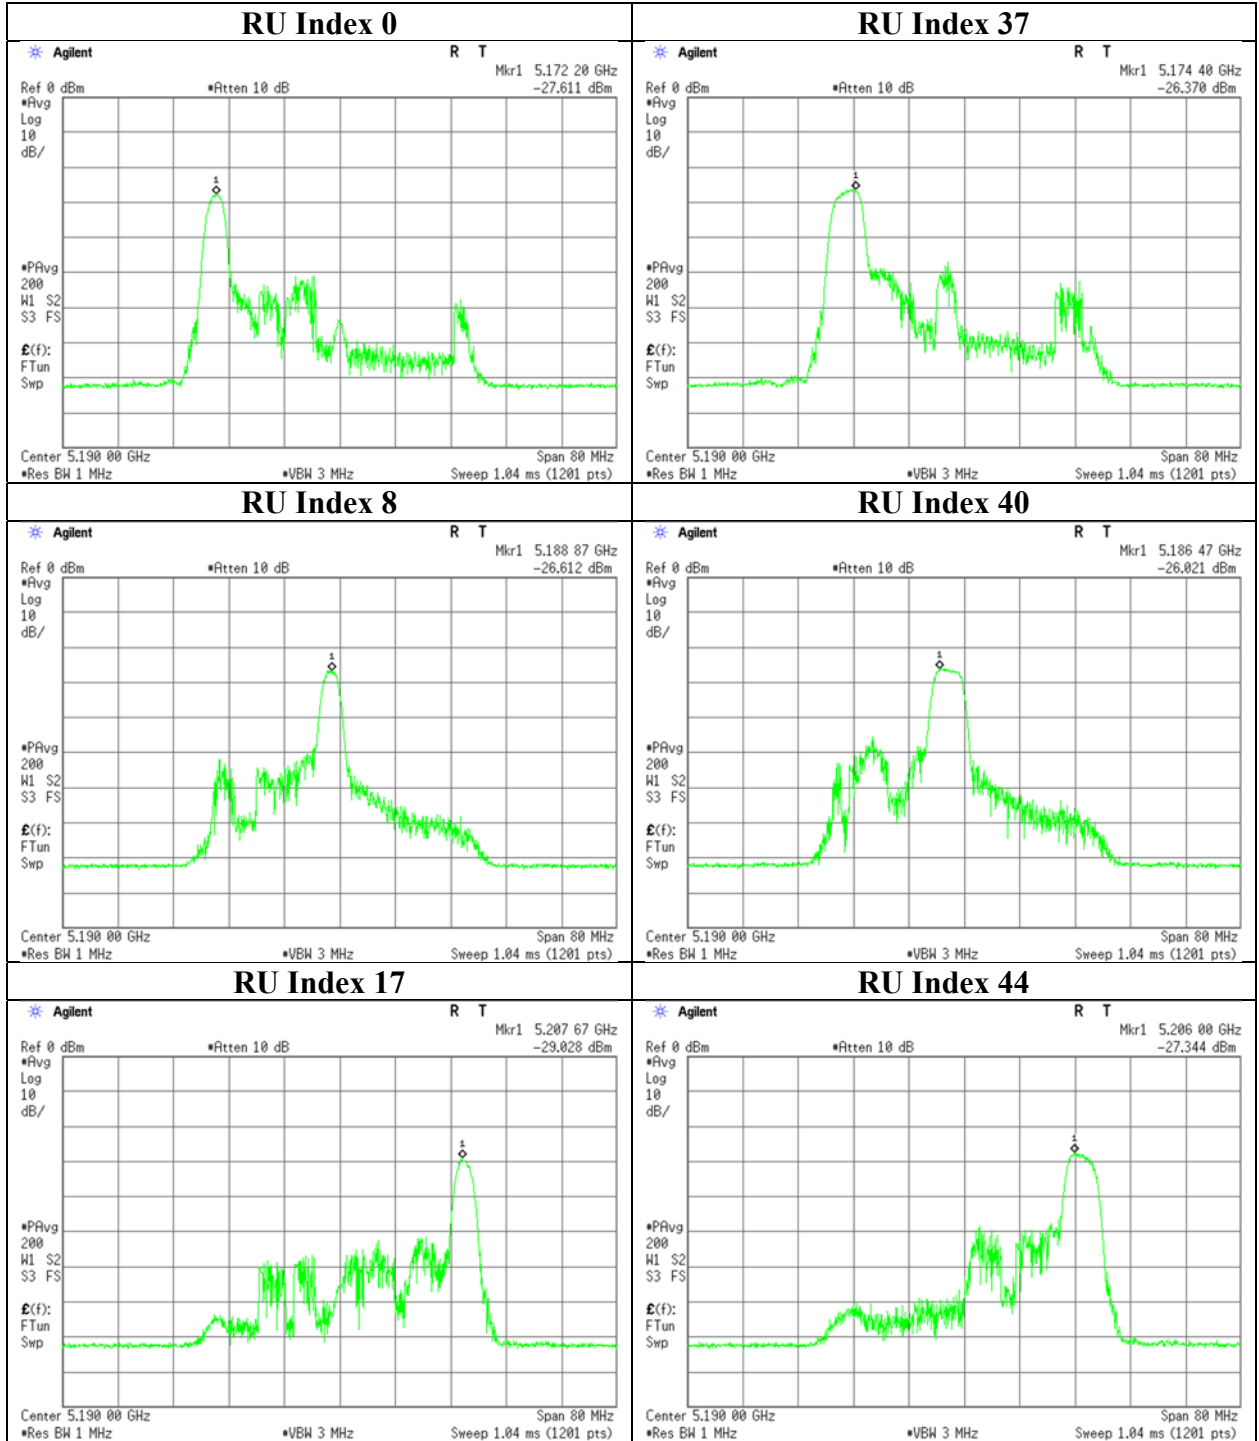 RU Index 0
Agilent
R T
Mkr1 5.172 20 GHz
Ref 0 dBm
*Atten 10 dB
-27.611 dBm
*Avg
Log
10
dB/
1
*PAvg
200
W1 S2
S3 FS
£(f):
FTun
Swp
Center 5.190 00 GHz
Span 80 MHz
*Res BW 1 MHz
*VBW 3 MHz
Sweep 1.04 ms (1201 pts)
RU Index 37
Agilent
R T
Mkr1 5.174 40 GHz
Ref 0 dBm
*Atten 10 dB
-26.370 dBm
*Avg
Log
10
dB/
1
*PAvg
200
W1 S2
S3 FS
£(f):
FTun
Swp
Center 5.190 00 GHz
Span 80 MHz
*Res BW 1 MHz
*VBW 3 MHz
Sweep 1.04 ms (1201 pts)
RU Index 8
Agilent
R T
Mkr1 5.188 87 GHz
Ref 0 dBm
*Atten 10 dB
-26.612 dBm
*Avg
Log
10
dB/
1
*PAvg
200
W1 S2
S3 FS
£(f):
FTun
Swp
Center 5.190 00 GHz
Span 80 MHz
*Res BW 1 MHz
*VBW 3 MHz
Sweep 1.04 ms (1201 pts)
RU Index 40
Agilent
R T
Mkr1 5.186 47 GHz
Ref 0 dBm
*Atten 10 dB
-26.021 dBm
*Avg
Log
10
dB/
1
*PAvg
200
W1 S2
S3 FS
£(f):
FTun
Swp
Center 5.190 00 GHz
Span 80 MHz
*Res BW 1 MHz
*VBW 3 MHz
Sweep 1.04 ms (1201 pts)
RU Index 17
Agilent
R T
Mkr1 5.207 67 GHz
Ref 0 dBm
*Atten 10 dB
-29.028 dBm
*Avg
Log
10
dB/
1
*PAvg
200
W1 S2
S3 FS
£(f):
FTun
Swp
Center 5.190 00 GHz
Span 80 MHz
*Res BW 1 MHz
*VBW 3 MHz
Sweep 1.04 ms (1201 pts)
RU Index 44
Agilent
R T
Mkr1 5.206 00 GHz
Ref 0 dBm
*Atten 10 dB
-27.344 dBm
*Avg
Log
10
dB/
1
*PAvg
200
W1 S2
S3 FS
£(f):
FTun
Swp
Center 5.190 00 GHz
Span 80 MHz
*Res BW 1 MHz
*VBW 3 MHz
Sweep 1.04 ms (1201 pts)